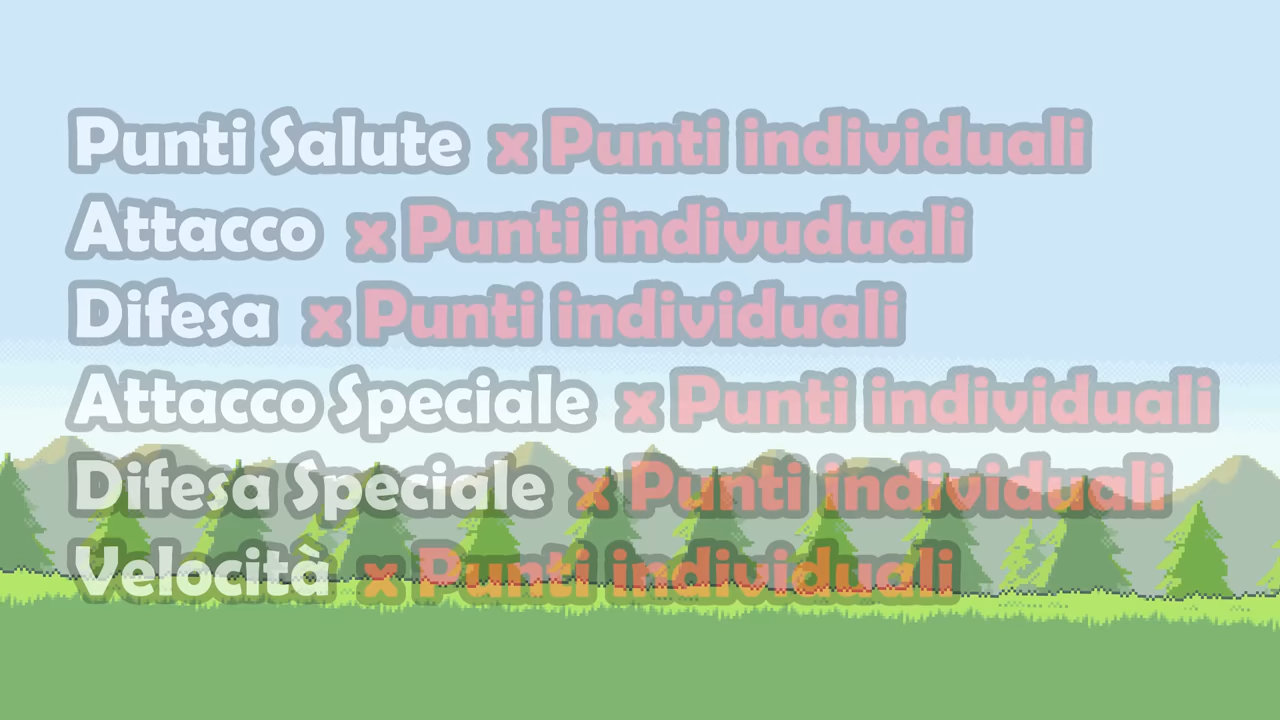 Punti Salute x Punti individuali
Attacco x Punti indivuduali
Difesa x Punti individuali
Attacco Speciale x Punti individuali
Difesa Speciale x Punti individuali
Velocità x Punti individuali